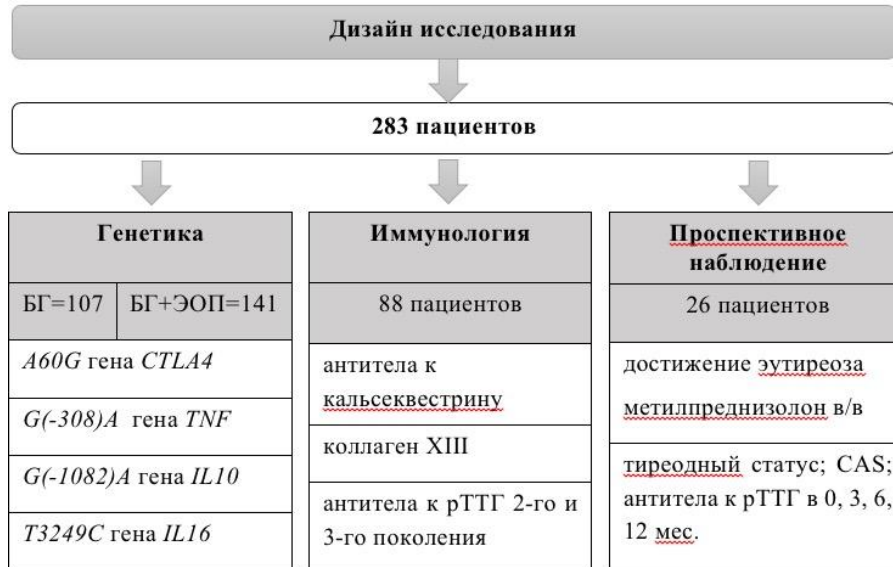 Дизайн исследования
283 пациентов
Генетика
БГ=107 БГ+ЭОП=141
A60G гена CTLA4
G(-308)A гена TNF
G(-1082)A гена IL10
T3249C гена IL16
Иммунология
88 пациентов
антитела к
кальсеквестрину
коллаген XIII
антитела к рТТГ 2-го и
3-го поколения
Проспективное
наблюдение
26 пациентов
достижение эутиреоза
метилпреднизолон в/в
тиреодный статус; CAS;
антитела к рТТГ в 0, 3, 6,
12 мес.